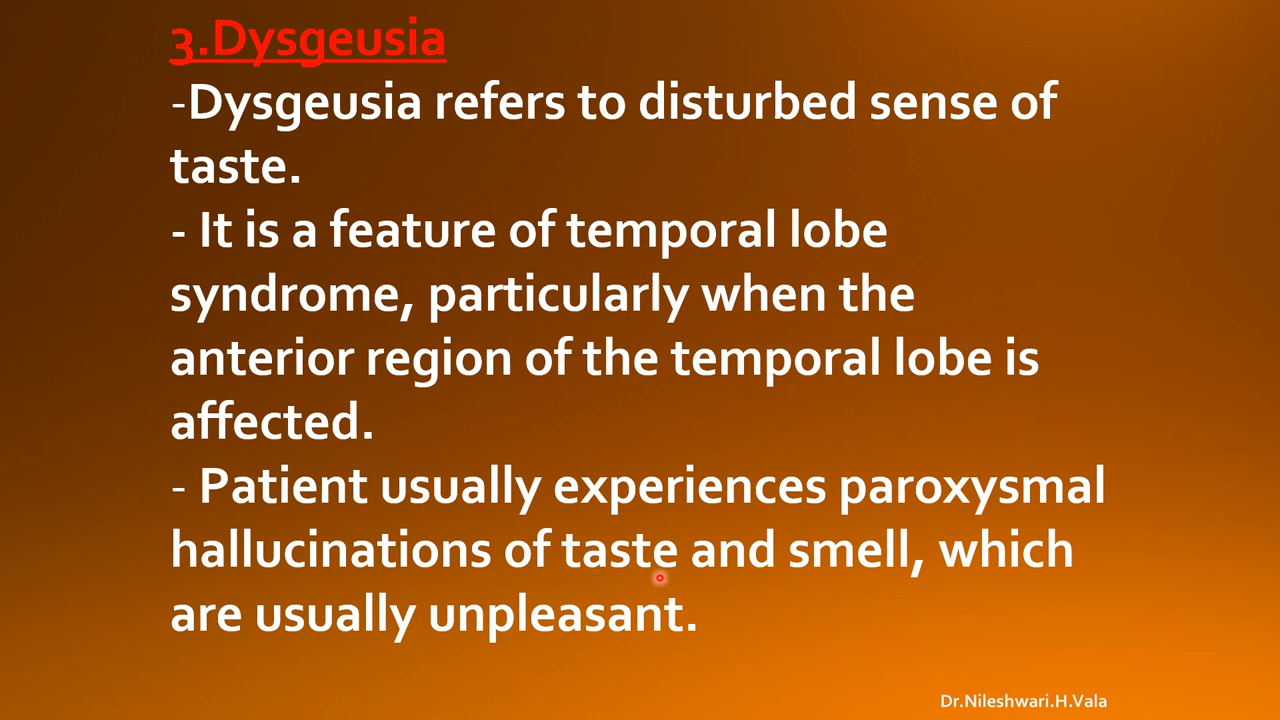 3.Dysgeusia
-Dysgeusia refers to disturbed sense of
taste.
- It is a feature of temporal lobe
syndrome, particularly when the
anterior region of the temporal lobe is
affected.
- Patient usually experiences paroxysmal
hallucinations of taste and smell, which
are usually unpleasant.
Dr.Nileshwari.H.Vala